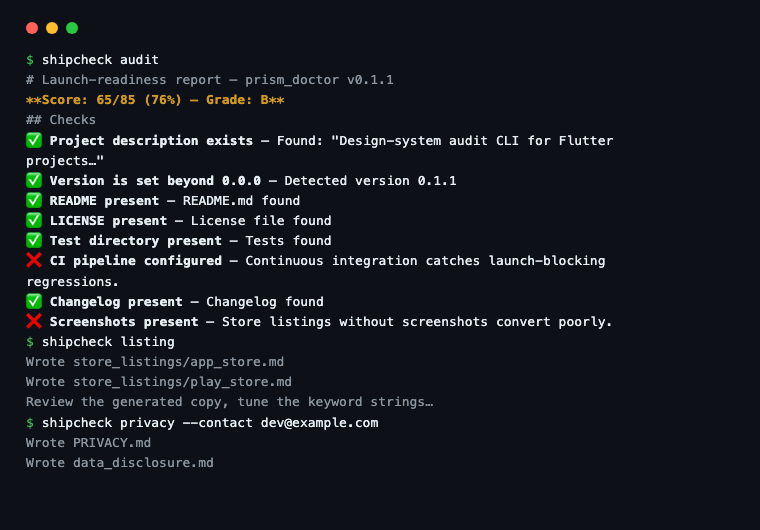 $ shipcheck audit
# Launch-readiness report — prism_doctor v0.1.1
**Score: 65/85 (76%) — Grade: B**
## Checks
✅ Project description exists — Found: "Design-system audit CLI for Flutter
projects…"
✅ Version is set beyond 0.0.0 — Detected version 0.1.1
✅ README present — README.md found
✅ LICENSE present — License file found
✅ Test directory present — Tests found
❌ CI pipeline configured — Continuous integration catches launch-blocking
regressions.
✅ Changelog present — Changelog found
❌ Screenshots present — Store listings without screenshots convert poorly.
$ shipcheck listing
Wrote store_listings/app_store.md
Wrote store_listings/play_store.md
Review the generated copy, tune the keyword strings…
$ shipcheck privacy --contact dev@example.com
Wrote PRIVACY.md
Wrote data_disclosure.md